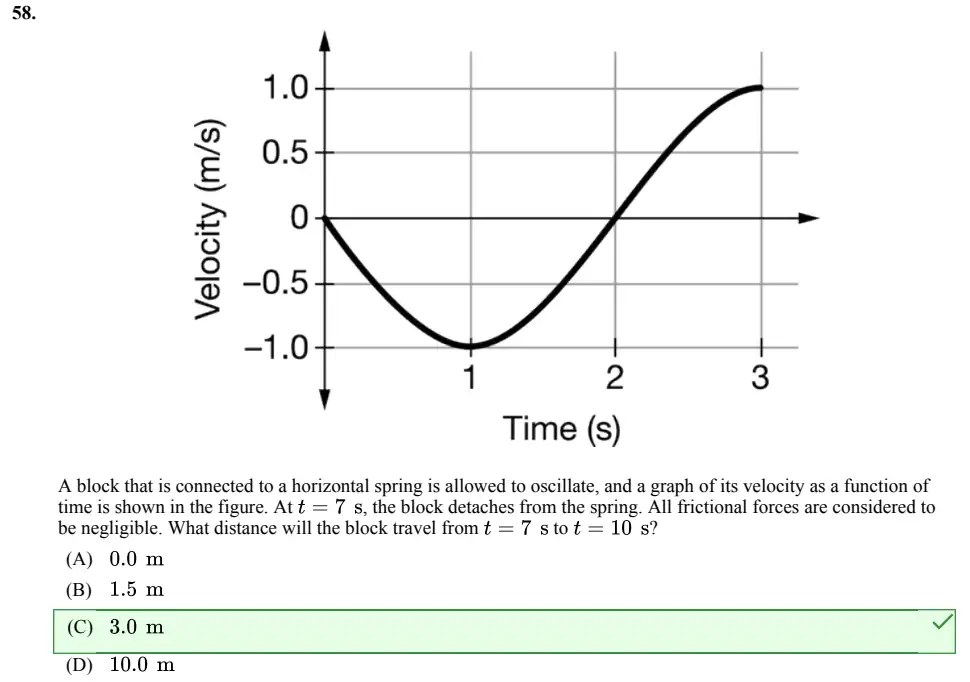 58.
1.0
0.5
0
−0.5
−1.0
Velocity (m/s)
1 2 3
Time (s)
A block that is connected to a horizontal spring is allowed to oscillate, and a graph of its velocity as a function of
time is shown in the figure. At t = 7 s, the block detaches from the spring. All frictional forces are considered to
be negligible. What distance will the block travel from t = 7 s to t = 10 s?
(A) 0.0 m
(B) 1.5 m
(C) 3.0 m
(D) 10.0 m